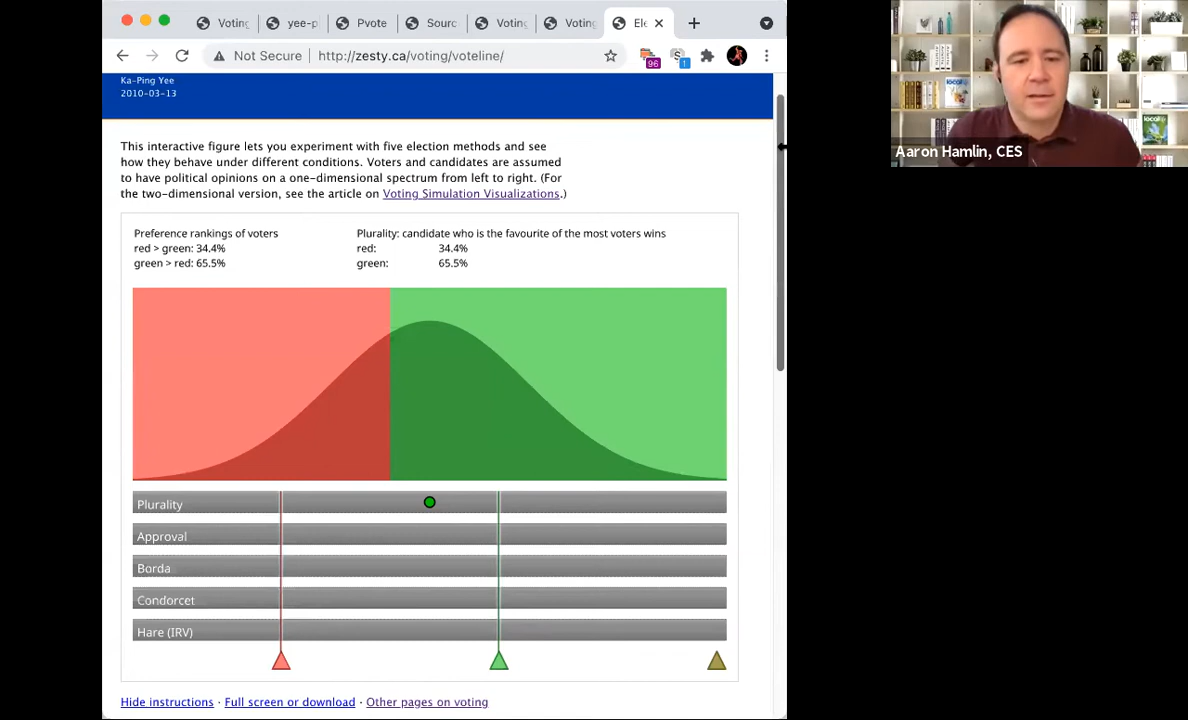 Voting
yee-p
Pvote
Sourc
Voting
Voting
Ele
Not Secure
http://zesty.ca/voting/voteline/
96
1
Ka-Ping Yee
2010-03-13
This interactive figure lets you experiment with five election methods and see
how they behave under different conditions. Voters and candidates are assumed
to have political opinions on a one-dimensional spectrum from left to right. (For
the two-dimensional version, see the article on Voting Simulation Visualizations.)
Preference rankings of voters
red > green: 34.4%
green > red: 65.5%
Plurality: candidate who is the favourite of the most voters wins
red: 34.4%
green: 65.5%
Plurality
Approval
Borda
Condorcet
Hare (IRV)
Hide instructions · Full screen or download · Other pages on voting
local
local
Aaron Hamlin, CES